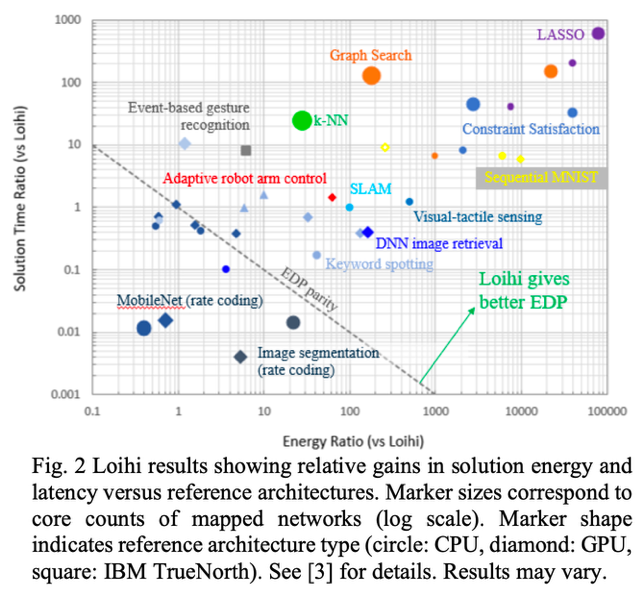 1000
100
10
1
0.1
0.01
0.001
Solution Time Ratio (vs Loihi)
LASSO
Graph Search
Event-based gesture
recognition
k-NN
Constraint Satisfaction
Adaptive robot arm control
Sequential MNIST
SLAM
Visual-tactile sensing
DNN image retrieval
Keyword spotting
EDP parity
Loihi gives
better EDP
MobileNet (rate coding)
Image segmentation
(rate coding)
0.1 1 10 100 1000 10000 100000
Energy Ratio (vs Loihi)
Fig. 2 Loihi results showing relative gains in solution energy and
latency versus reference architectures. Marker sizes correspond to
core counts of mapped networks (log scale). Marker shape
indicates reference architecture type (circle: CPU, diamond: GPU,
square: IBM TrueNorth). See [3] for details. Results may vary.